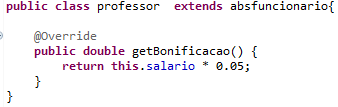 public class professor  extends absfuncionario{
@Override
public double getBonificacao() {
return this.salario * 0.05;
}
}